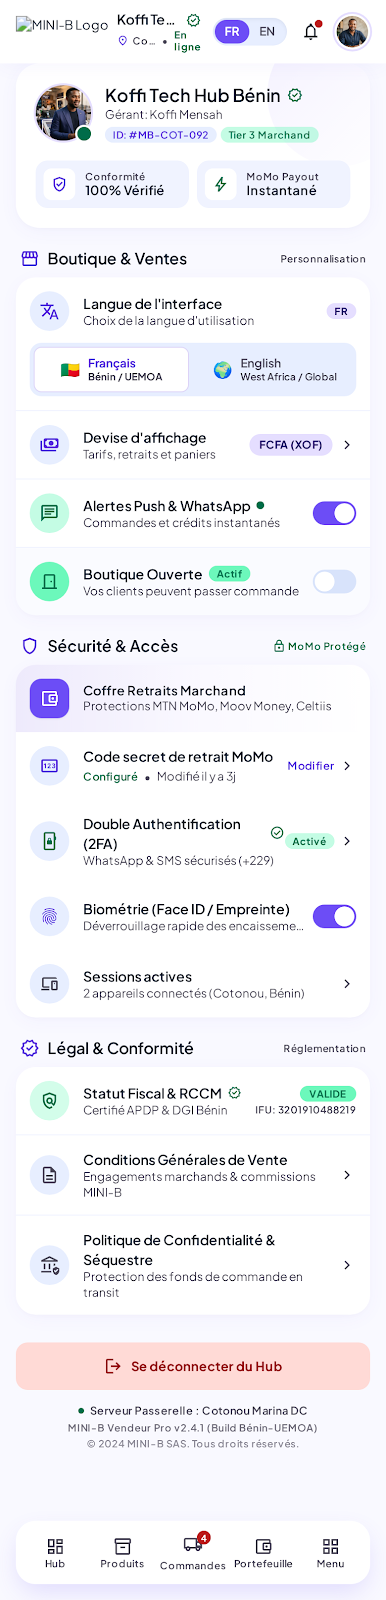 MINI-B Logo
Koffi Te...
Co... • En ligne
FR EN
Koffi Tech Hub Bénin
Gérant: Koffi Mensah
ID: #MB-COT-092 Tier 3 Marchand
Conformité
100% Vérifié
MoMo Payout
Instantané
Boutique & Ventes
Personnalisation
Langue de l'interface
Choix de la langue d'utilisation
FR
Français
Bénin / UEMOA
English
West Africa / Global
Devise d'affichage
Tarifs, retraits et paniers
FCFA (XOF)
Alertes Push & WhatsApp
Commandes et crédits instantanés
Boutique Ouverte Actif
Vos clients peuvent passer commande
Sécurité & Accès
MoMo Protégé
Coffre Retraits Marchand
Protections MTN MoMo, Moov Money, Celtiis
123
Code secret de retrait MoMo
Configuré • Modifié il y a 3j
Modifier
Double Authentification
(2FA)
WhatsApp & SMS sécurisés (+229)
Activé
Biométrie (Face ID / Empreinte)
Déverrouillage rapide des encaisseme...
Sessions actives
2 appareils connectés (Cotonou, Bénin)
Légal & Conformité
Réglementation
Statut Fiscal & RCCM
Certifié APDP & DGI Bénin
VALIDE
IFU: 3201910488219
Conditions Générales de Vente
Engagements marchands & commissions
MINI-B
Politique de Confidentialité &
Séquestre
Protection des fonds de commande en
transit
Se déconnecter du Hub
Serveur Passerelle : Cotonou Marina DC
MINI-B Vendeur Pro v2.4.1 (Build Bénin-UEMOA)
© 2024 MINI-B SAS. Tous droits réservés.
4
Hub Produits Commandes Portefeuille Menu